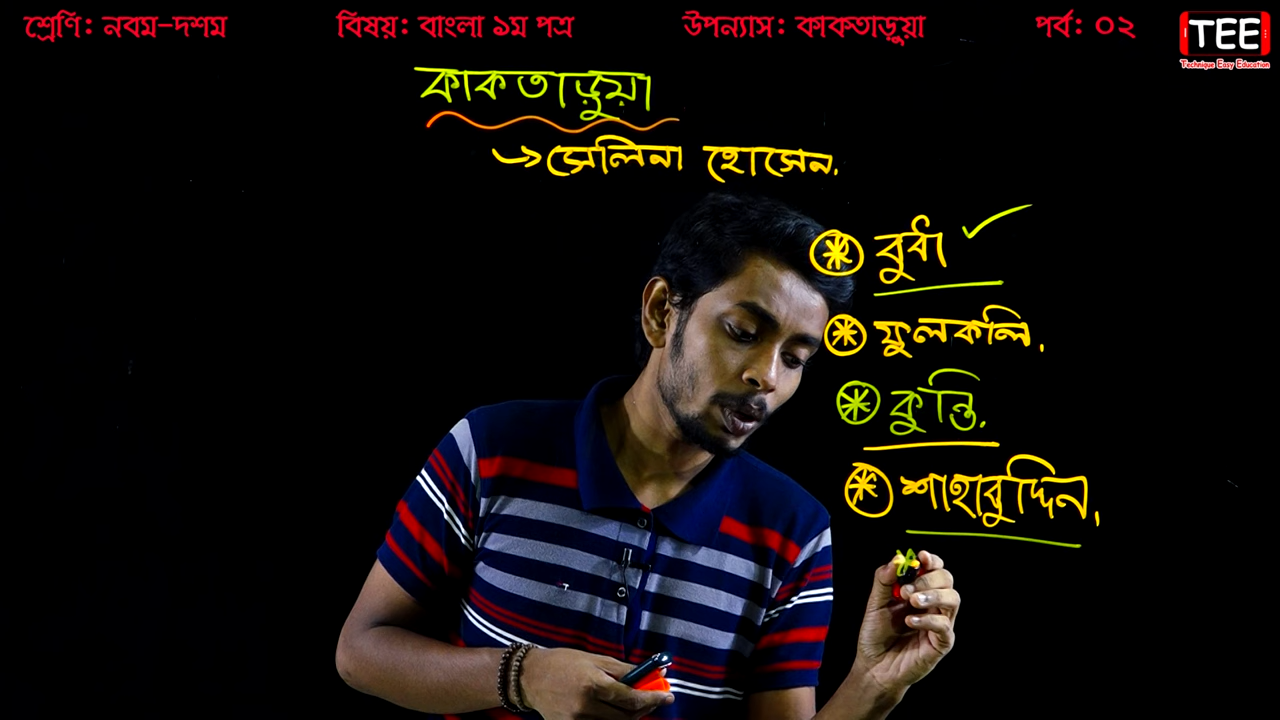 শ্রেণি: নবম-দশম বিষয়: বাংলা ১ম পত্র উপন্যাস: কাকতাড়ুয়া পর্ব: ০২
TEE
Technique Easy Education
কাকতাড়ুয়া
সেলিনা হোসেন.
বুধা
ফুলকলি.
কুন্তি.
শাহাবুদ্দিন.